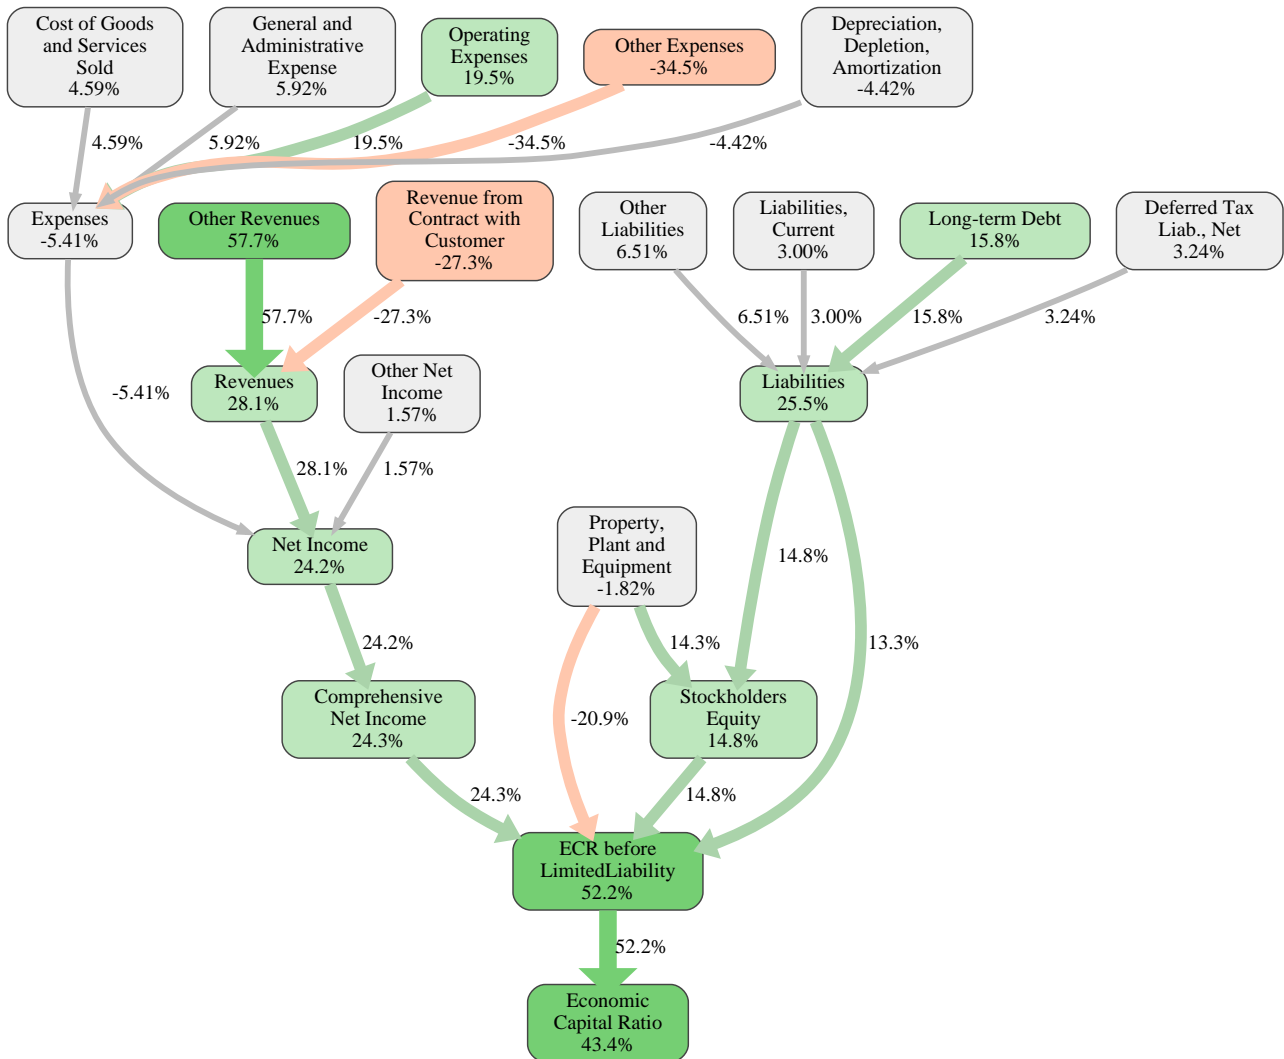 Cost of Goods
and Services
Sold
4.59%
General and
Administrative
Expense
5.92%
Operating
Expenses
19.5%
Other Expenses
-34.5%
Depreciation,
Depletion,
Amortization
-4.42%
4.59%
5.92%
19.5%
-34.5%
-4.42%
Expenses
-5.41%
Other Revenues
57.7%
Revenue from
Contract with
Customer
-27.3%
Other
Liabilities
6.51%
Liabilities,
Current
3.00%
Long-term Debt
15.8%
Deferred Tax
Liab., Net
3.24%
57.7%
-27.3%
6.51%
3.00%
15.8%
3.24%
-5.41%
Revenues
28.1%
Other Net
Income
1.57%
Liabilities
25.5%
28.1%
1.57%
Net Income
24.2%
Property,
Plant and
Equipment
-1.82%
14.8%
24.2%
14.3%
13.3%
Comprehensive
Net Income
24.3%
-20.9%
Stockholders
Equity
14.8%
24.3%
14.8%
ECR before
LimitedLiability
52.2%
52.2%
Economic
Capital Ratio
43.4%